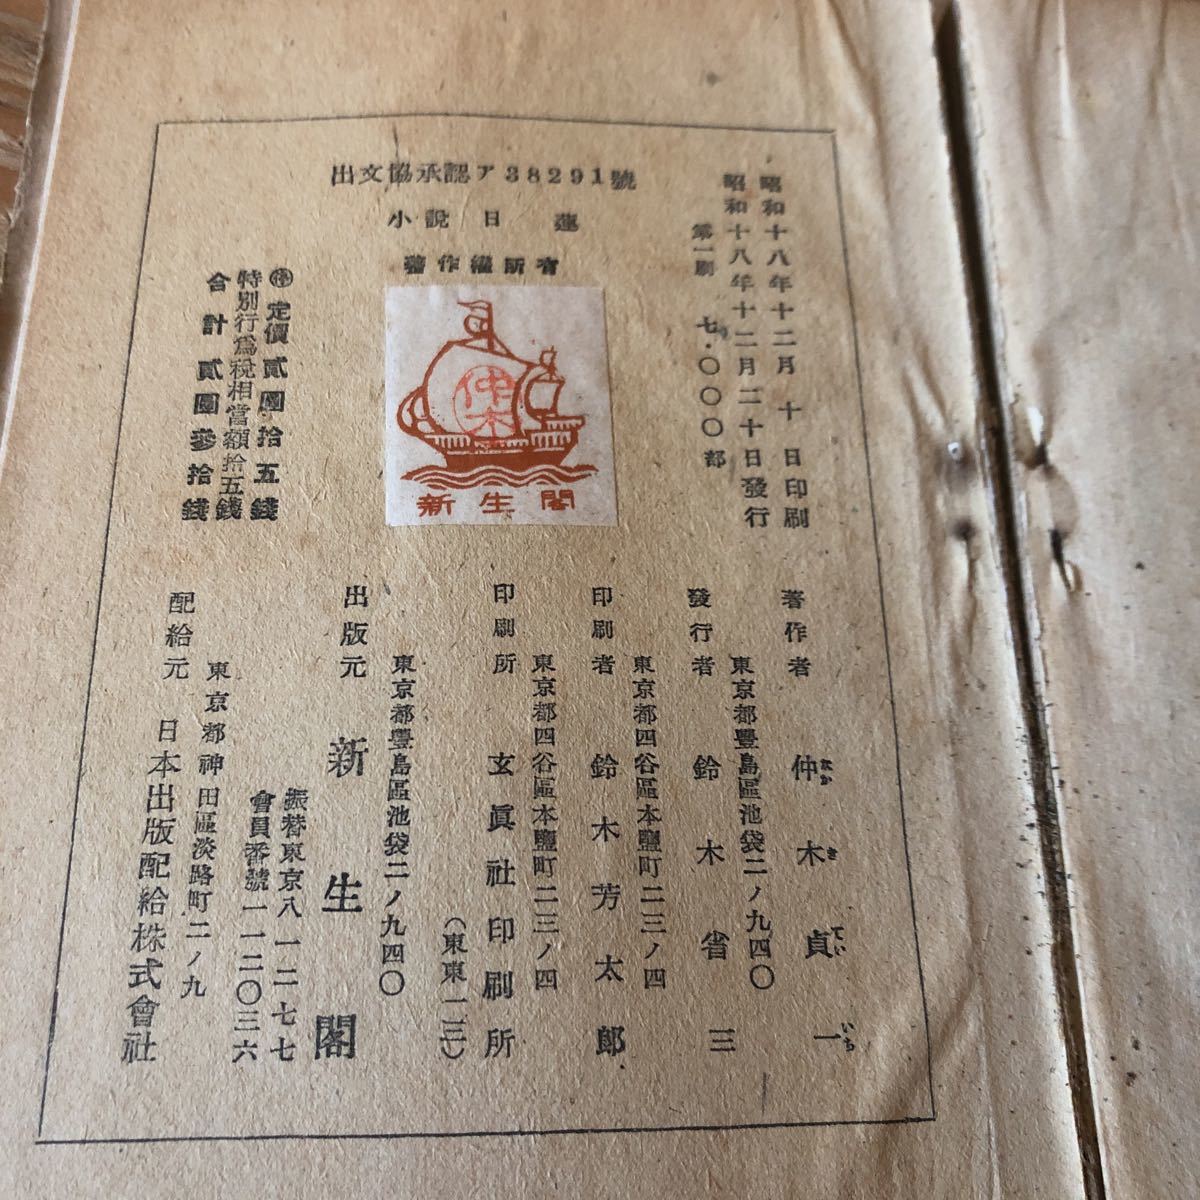 出文協承認ア38291號
小說日蓮
著作權所有
昭和十八年十二月十日印刷
昭和十八年十二月二十日發行
第一刷 七・〇〇〇部
仲木
新生閣
㊡定價貳圓拾五錢
特別行爲稅相當額拾五錢
合計貳圓參拾錢
著作者 仲木貞一
なか き てい いち
東京都豐島區池袋二ノ九四〇
發行者 鈴木省三
東京都四谷區本鹽町二三ノ四
印刷者 鈴木芳太郎
東京都四谷區本鹽町二三ノ四
印刷所 玄眞社印刷所
(東東一三)
東京都豐島區池袋二ノ九四〇
出版元 新生閣
振替東京八一二七七
會員番號一一二〇三六
東京都神田區淡路町二ノ九
配給元 日本出版配給株式會社